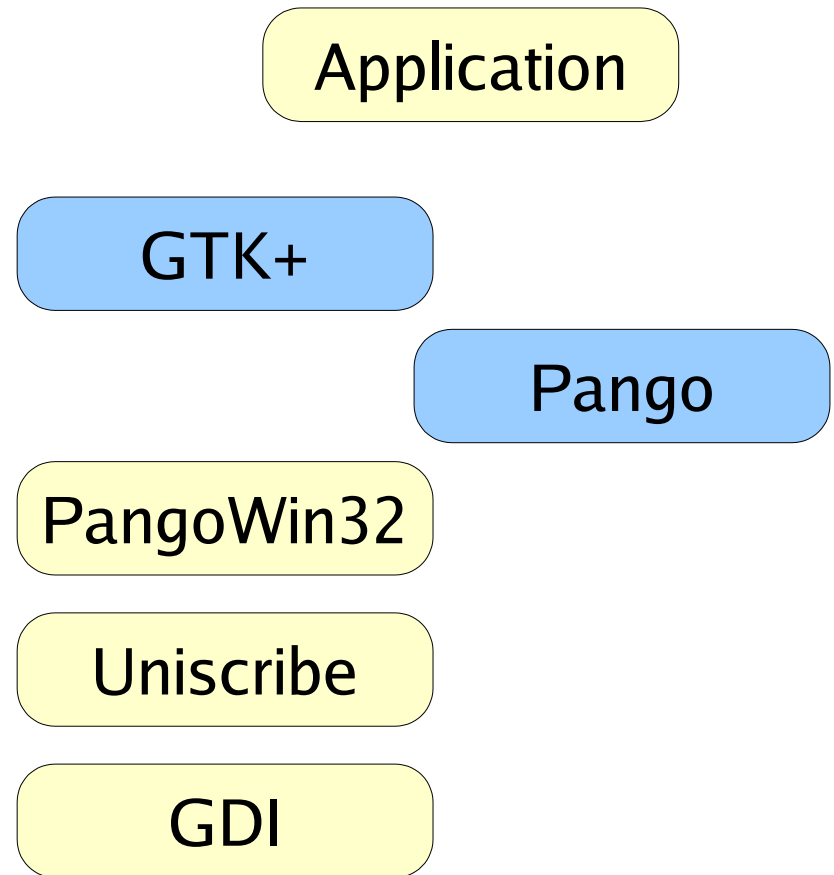 Application
GTK+
Pango
PangoWin32
Uniscribe
GDI